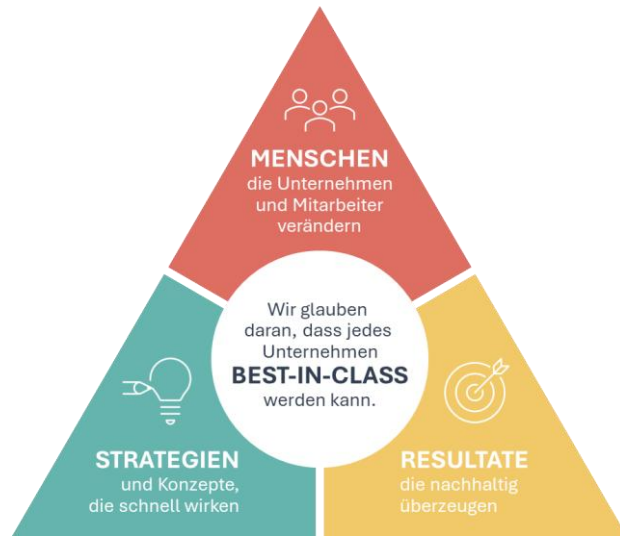 MENSCHEN
die Unternehmen
und Mitarbeiter
verändern
Wir glauben
daran, dass jedes
Unternehmen
BEST-IN-CLASS
werden kann.
STRATEGIEN
und Konzepte,
die schnell wirken
RESULTATE
die nachhaltig
überzeugen